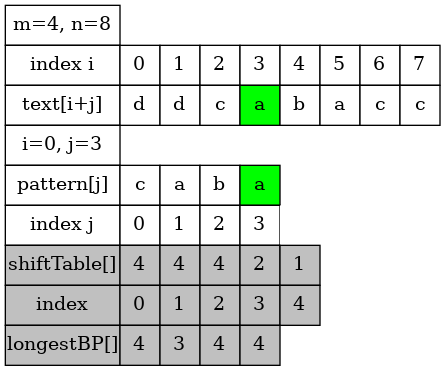 m=4, n=8
index i 0 1 2 3 4 5 6 7
text[i+j] d d c a b a c c
i=0, j=3
pattern[j] c a b a
index j 0 1 2 3
shiftTable[] 4 4 4 2 1
index 0 1 2 3 4
longestBP[] 4 3 4 4